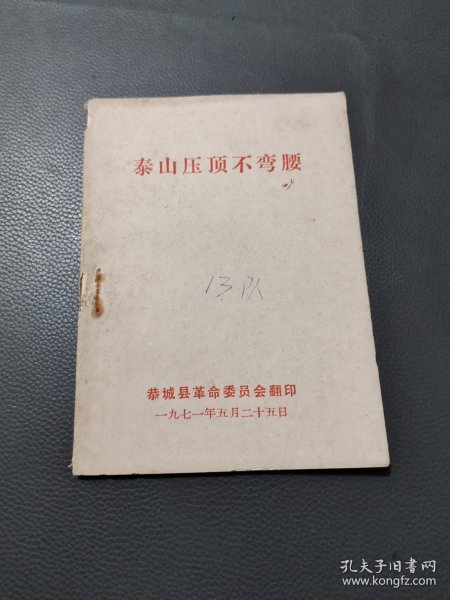 泰山压顶不弯腰
13队
恭城县革命委员会翻印
一九七一年五月二十五日
孔夫子旧书网
www.kongfz.com